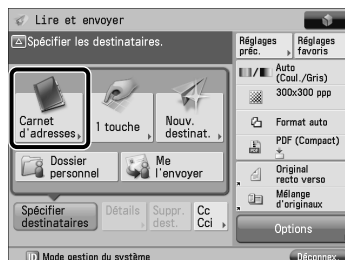 Lire et envoyer
Spécifier les destinataires.
Réglages préc.
Réglages favoris
Carnet d'adresses
1 touche
Nouv. destinat.
Dossier personnel
Me l'envoyer
Spécifier destinataires
Détails
Suppr. dest.
Cc
Cci
Auto (Coul./Gris)
300x300 ppp
Format auto
PDF (Compact)
Original recto verso
Mélange d'originaux
Options
ID Mode gestion du système
Déconnex.